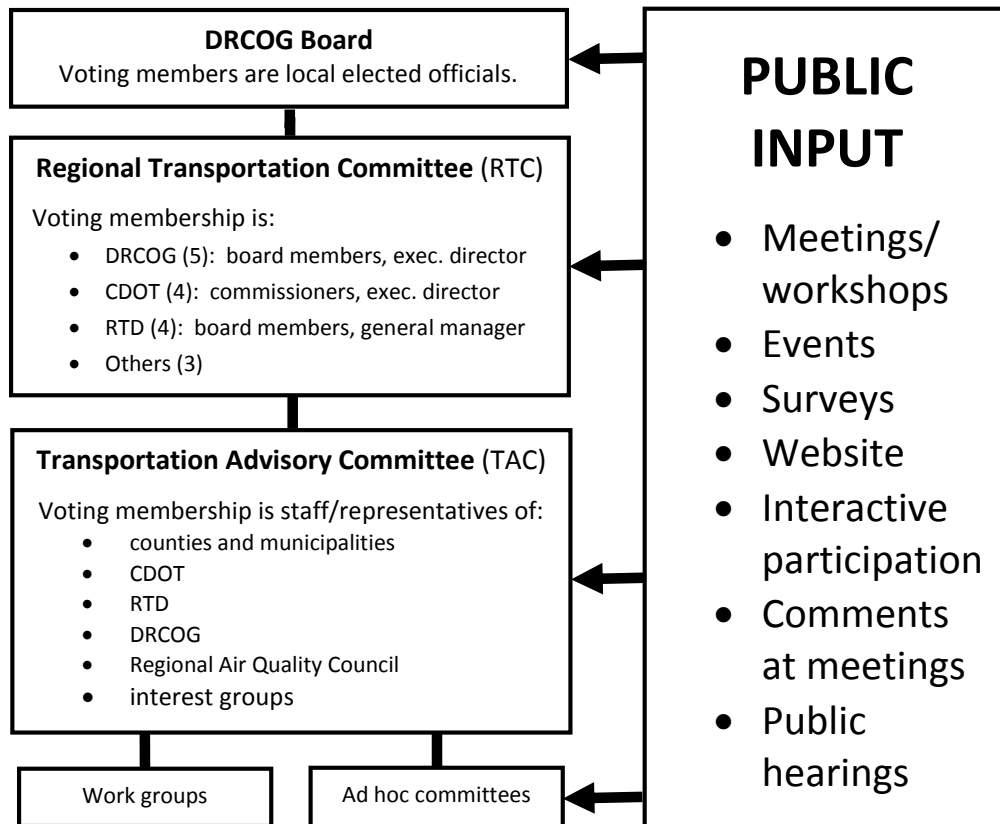 DRCOG Board
Voting members are local elected officials.
Regional Transportation Committee (RTC)
Voting membership is:
• DRCOG (5): board members, exec. director
• CDOT (4): commissioners, exec. director
• RTD (4): board members, general manager
• Others (3)
Transportation Advisory Committee (TAC)
Voting membership is staff/representatives of:
• counties and municipalities
• CDOT
• RTD
• DRCOG
• Regional Air Quality Council
• interest groups
Work groups
Ad hoc committees
PUBLIC
INPUT
• Meetings/
workshops
• Events
• Surveys
• Website
• Interactive
participation
• Comments
at meetings
• Public
hearings